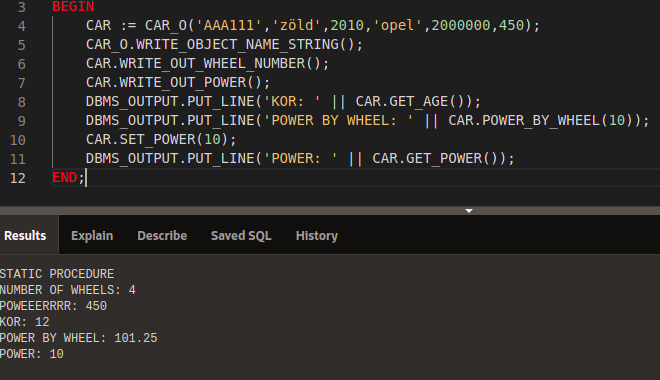 3 BEGIN
4 CAR := CAR_O('AAA111','zöld',2010,'opel',2000000,450);
5 CAR_O.WRITE_OBJECT_NAME_STRING();
6 CAR.WRITE_OUT_WHEEL_NUMBER();
7 CAR.WRITE_OUT_POWER();
8 DBMS_OUTPUT.PUT_LINE('KOR: ' || CAR.GET_AGE());
9 DBMS_OUTPUT.PUT_LINE('POWER BY WHEEL: ' || CAR.POWER_BY_WHEEL(10));
10 CAR.SET_POWER(10);
11 DBMS_OUTPUT.PUT_LINE('POWER: ' || CAR.GET_POWER());
12 END;
Results Explain Describe Saved SQL History
STATIC PROCEDURE
NUMBER OF WHEELS: 4
POWEEERRRR: 450
KOR: 12
POWER BY WHEEL: 101.25
POWER: 10